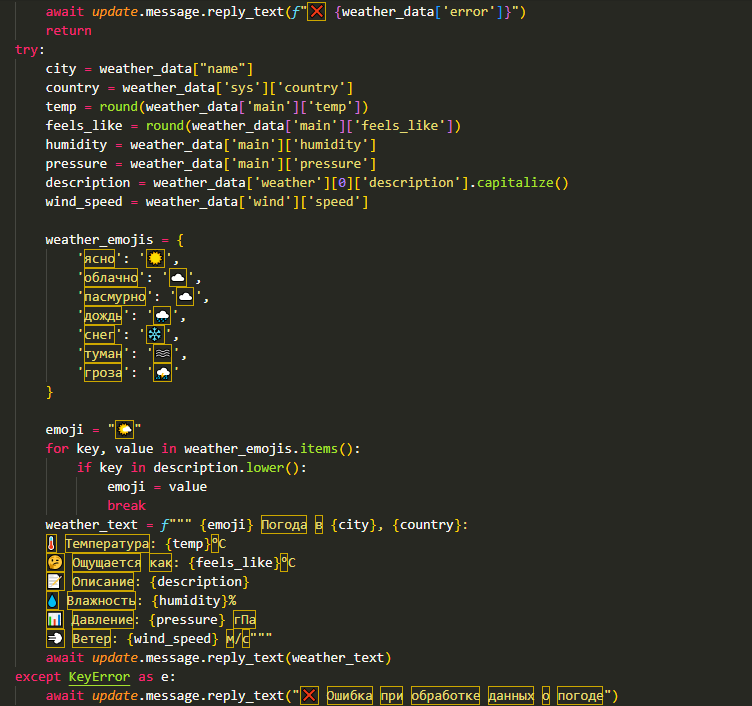 await update.message.reply_text(f"❌ {weather_data['error']}")
    return
try:
    city = weather_data["name"]
    country = weather_data['sys']['country']
    temp = round(weather_data['main']['temp'])
    feels_like = round(weather_data['main']['feels_like'])
    humidity = weather_data['main']['humidity']
    pressure = weather_data['main']['pressure']
    description = weather_data['weather'][0]['description'].capitalize()
    wind_speed = weather_data['wind']['speed']
    weather_emojis = {
        'ясно': '☀️',
        'облачно': '☁️',
        'пасмурно': '☁️',
        'дождь': '🌧️',
        'снег': '❄️',
        'туман': '🌫️',
        'гроза': '⛈️'
    }
    emoji = "🌤️"
    for key, value in weather_emojis.items():
        if key in description.lower():
            emoji = value
            break
    weather_text = f""" {emoji} Погода в {city}, {country}:
    🌡️ Температура: {temp}°C
    🤔 Ощущается как: {feels_like}°C
    📝 Описание: {description}
    💧 Влажность: {humidity}%
    📊 Давление: {pressure} гПа
    🌬️ Ветер: {wind_speed} м/с"""
    await update.message.reply_text(weather_text)
except KeyError as e:
    await update.message.reply_text("❌ Ошибка при обработке данных о погоде")